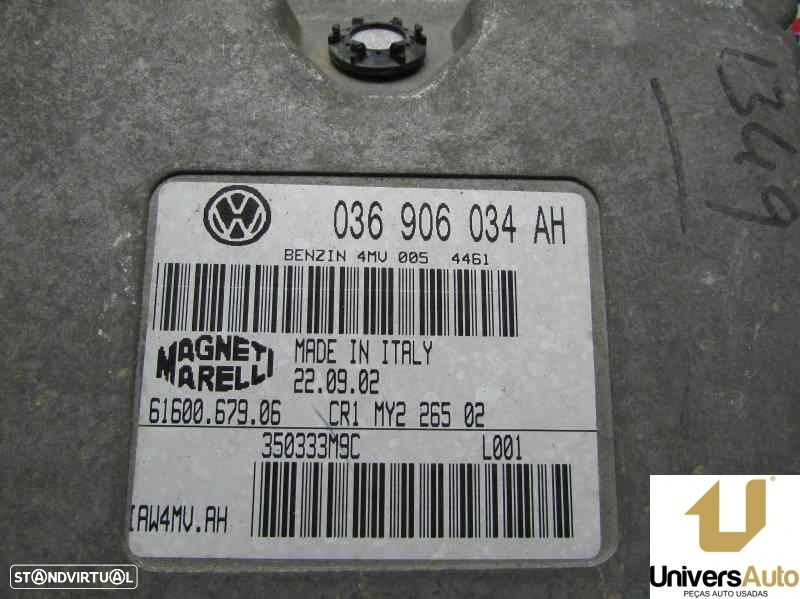 1349
VW
036 906 034 AH
BENZIN 4MV 005 4461
MAGNETI
MARELLI
MADE IN ITALY
22.09.02
61600.679.06 CR1 MY2 265 02
350333M9C L001
IAW4MV.AH
STANDVIRTUAL
UniversAuto
PEÇAS AUTO USADAS